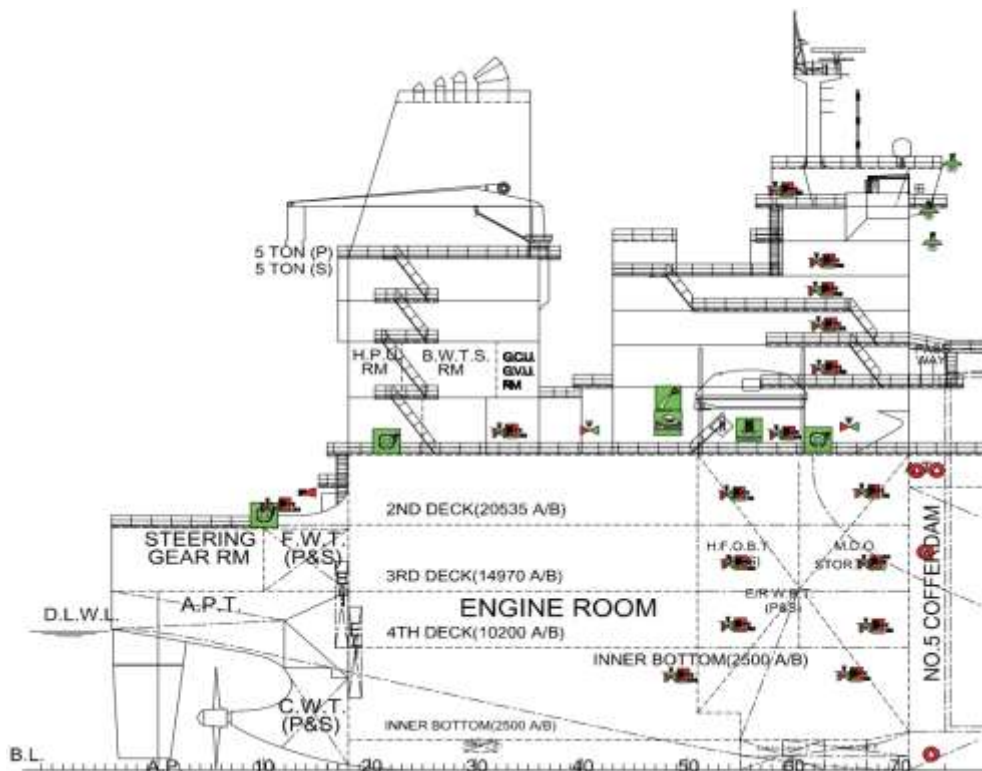 5 TON (P)
5 TON (S)
H.P.U.
RM
B.W.T.S.
RM
G.C.U.
G.V.U.
RM
PASS
WAY
2ND DECK(20535 A/B)
STEERING
GEAR RM
F.W.T.
(P&S)
H.F.O.B.T
M.D.O
STOR
3RD DECK(14970 A/B)
A.P.T.
ENGINE ROOM
E/R W.B.T.
(P&S)
NO.5 COFFERDAM
D.L.W.L.
4TH DECK(10200 A/B)
INNER BOTTOM(2500 A/B)
C.W.T.
(P&S)
INNER BOTTOM(2500 A/B)
B.L.
A.P. 10 20 30 40 50 60 70